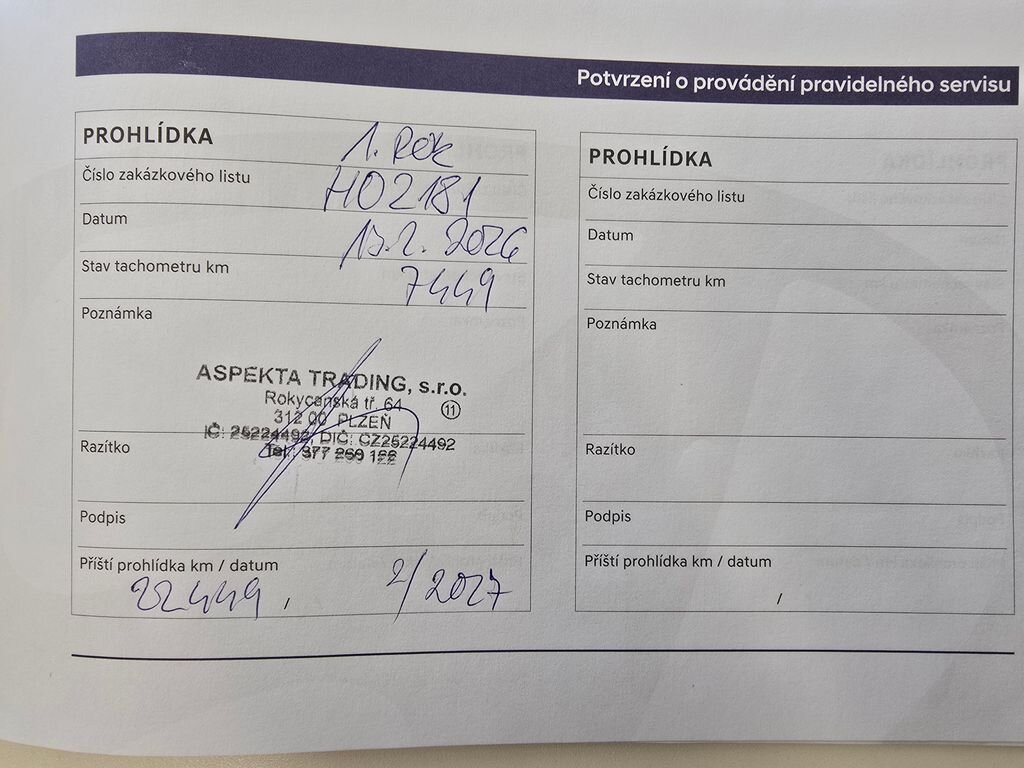 Potvrzení o provádění pravidelného servisu
PROHLÍDKA 1. Rok
Číslo zakázkového listu HO2181
Datum 2026
Stav tachometru km 7449
Poznámka
ASPEKTA TRADING, s.r.o.
Rokycanská tř. 64
312 00 PLZEŇ 11
IČ: 25224492, DIČ: CZ25224492
Tel.: 377 269 122
Razítko
Podpis
Příští prohlídka km / datum
22449 / 2/2027
PROHLÍDKA
Číslo zakázkového listu
Datum
Stav tachometru km
Poznámka
Razítko
Podpis
Příští prohlídka km / datum
/